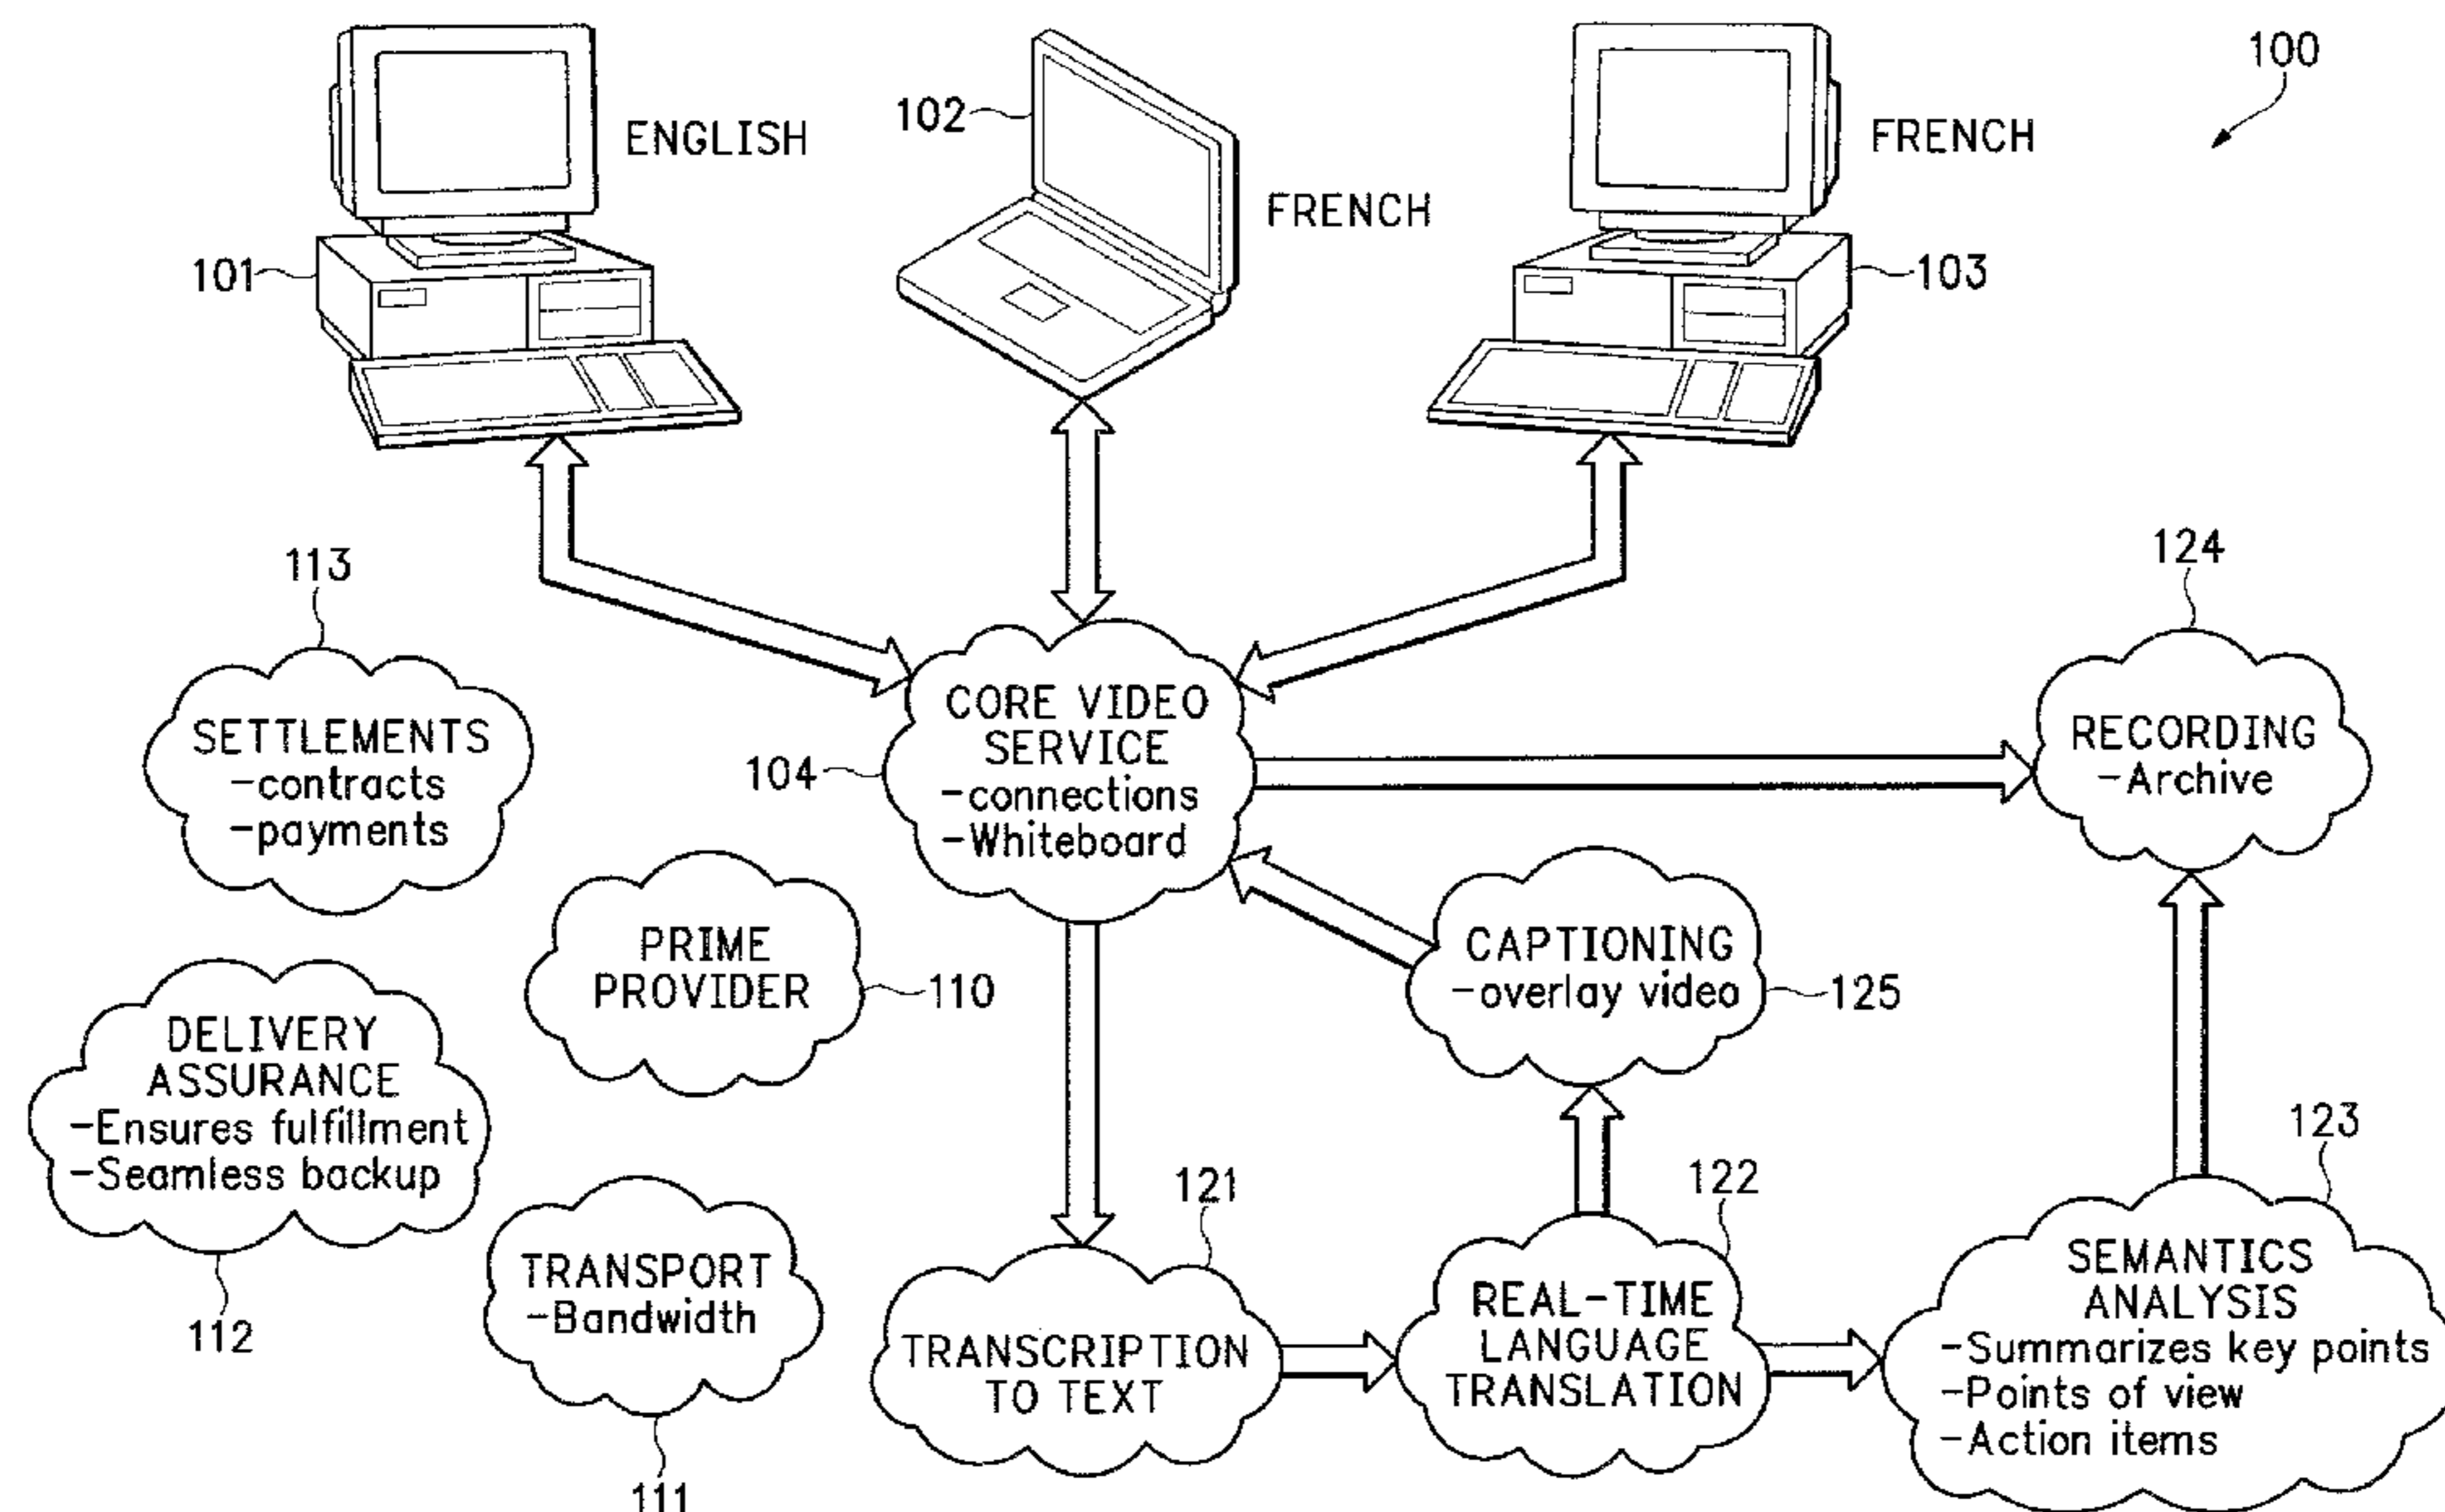 100
102
ENGLISH
FRENCH
FRENCH
101
103
113
124
SETTLEMENTS
-contracts
-payments
CORE VIDEO
SERVICE
-connections
-Whiteboard
104
RECORDING
-Archive
PRIME
PROVIDER
110
CAPTIONING
-overlay video
125
DELIVERY
ASSURANCE
-Ensures fulfillment
-Seamless backup
112
123
121
122
TRANSPORT
-Bandwidth
111
TRANSCRIPTION
TO TEXT
REAL-TIME
LANGUAGE
TRANSLATION
SEMANTICS
ANALYSIS
-Summarizes key points
-Points of view
-Action items